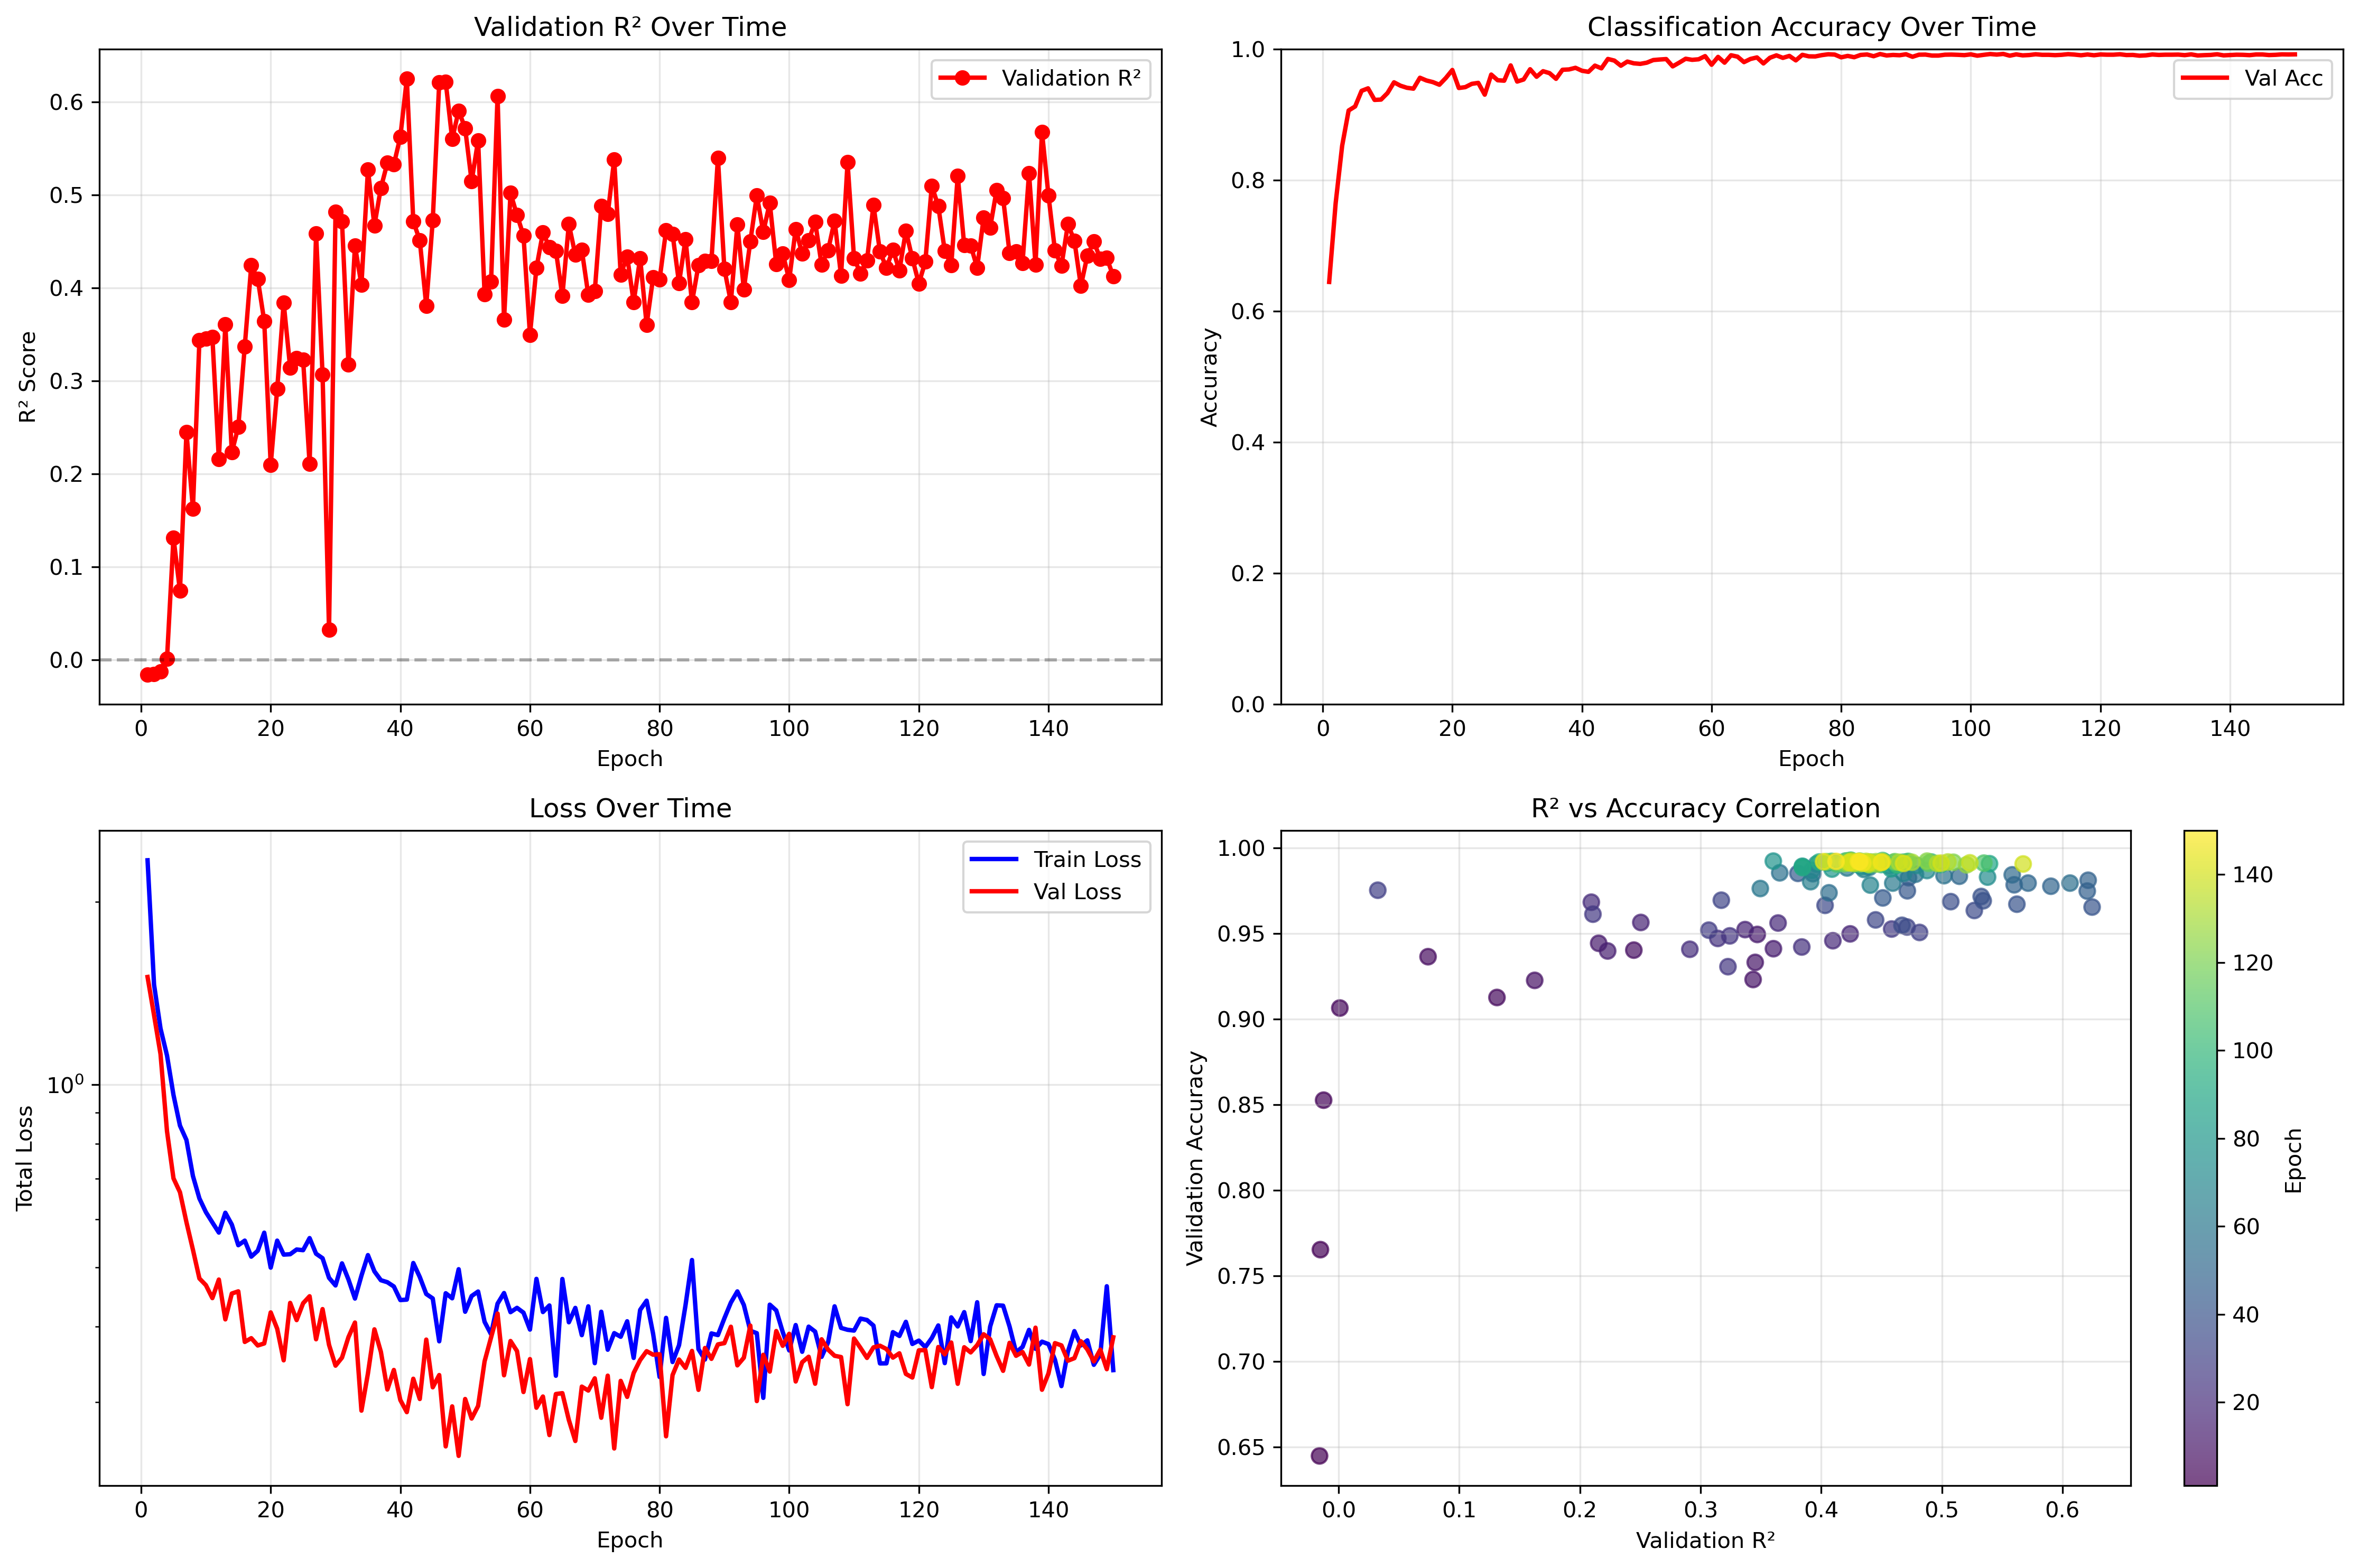 Validation R² Over Time
R² Score
0.6
0.5
0.4
0.3
0.2
0.1
0.0
Validation R²
0 20 40 60 80 100 120 140
Epoch
Classification Accuracy Over Time
Accuracy
1.0
0.8
0.6
0.4
0.2
0.0
Val Acc
0 20 40 60 80 100 120 140
Epoch
Loss Over Time
Total Loss
10⁰
Train Loss
Val Loss
0 20 40 60 80 100 120 140
Epoch
R² vs Accuracy Correlation
Validation Accuracy
1.00
0.95
0.90
0.85
0.80
0.75
0.70
0.65
0.0 0.1 0.2 0.3 0.4 0.5 0.6
Validation R²
140
120
100
80
60
40
20
Epoch